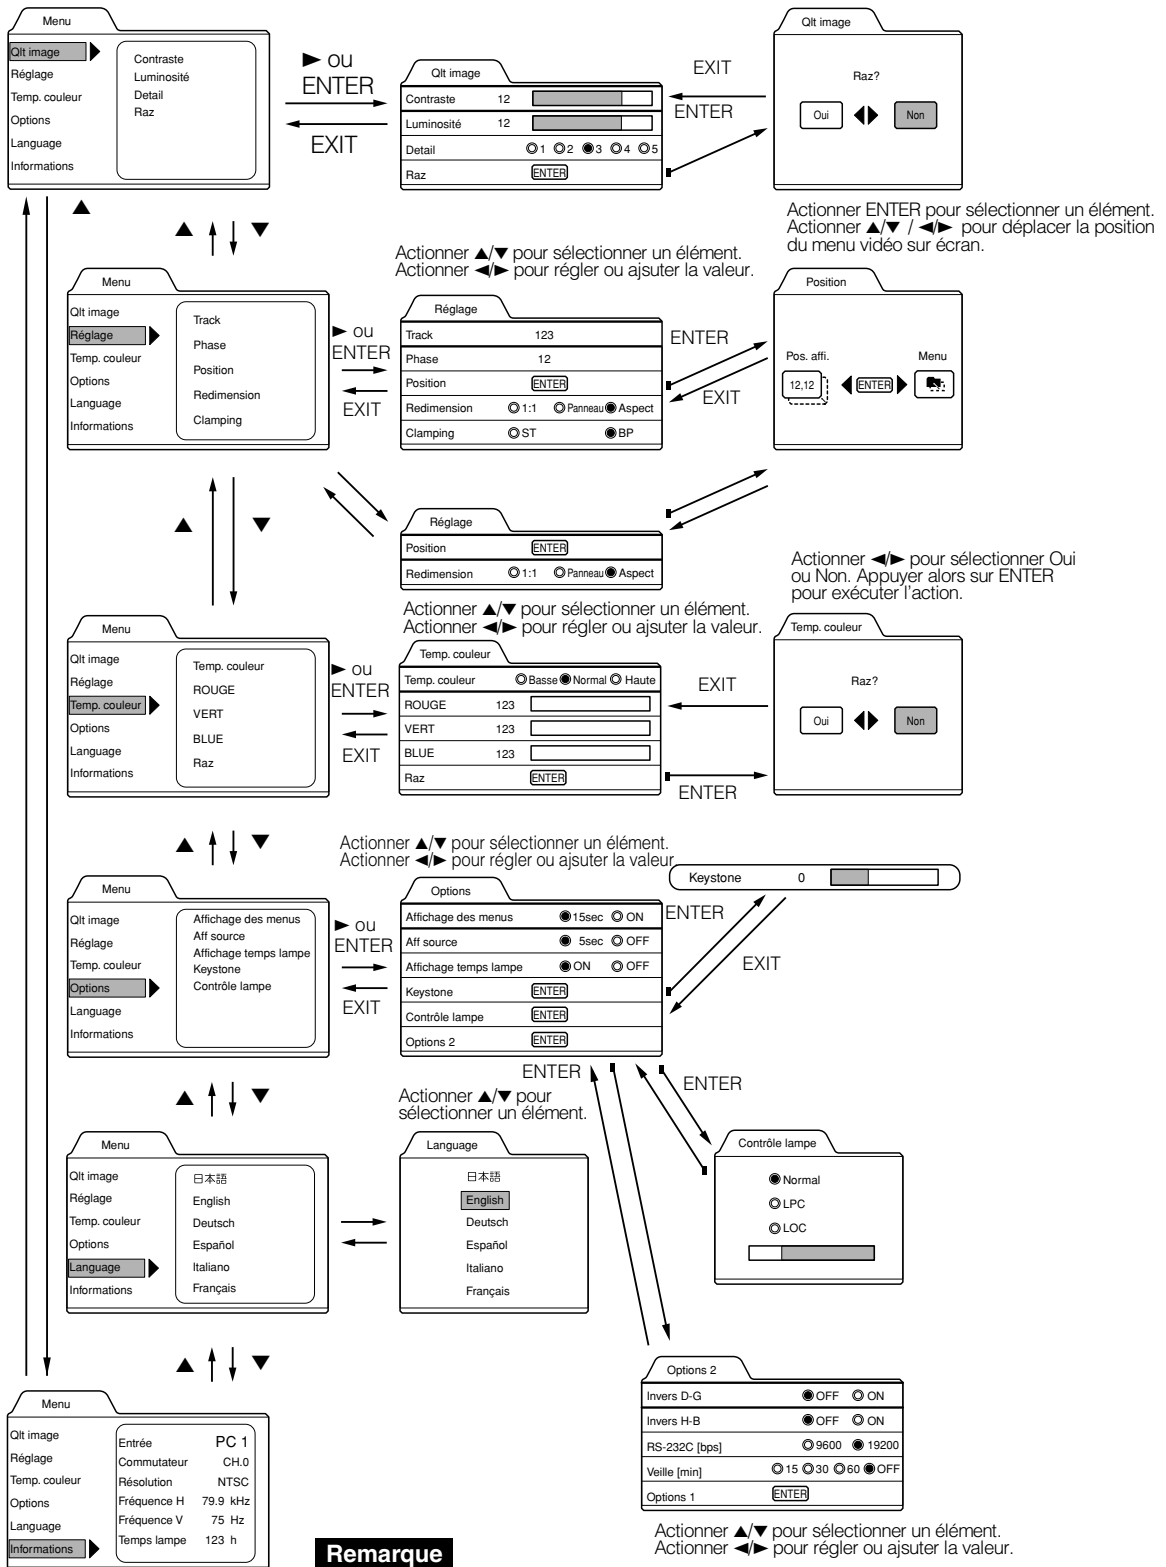 Menu
Qlt image
Réglage
Temp. couleur
Options
Language
Informations
Contraste
Luminosité
Detail
Raz
► ou
ENTER
EXIT
Qlt image
Contraste 12
Luminosité 12
Detail 1 2 3 4 5
Raz ENTER
EXIT
ENTER
Qlt image
Raz?
Oui ◀▶ Non
Actionner ENTER pour sélectionner un élément.
Actionner ▲/▼ / ◄/► pour déplacer la position
du menu vidéo sur écran.
▲
▲ ▼
Actionner ▲/▼ pour sélectionner un élément.
Actionner ◄/► pour régler ou ajsuter la valeur.
Menu
Qlt image
Réglage
Temp. couleur
Options
Language
Informations
Track
Phase
Position
Redimension
Clamping
► ou
ENTER
EXIT
Réglage
Track 123
Phase 12
Position ENTER
Redimension 1:1 Panneau Aspect
Clamping ST BP
ENTER
EXIT
Position
Pos. affi. Menu
12,12 ◀ ENTER ▶
▲ ▼
Réglage
Position ENTER
Redimension 1:1 Panneau Aspect
Actionner ▲/▼ pour sélectionner un élément.
Actionner ◄/► pour régler ou ajsuter la valeur.
Actionner ◄/► pour sélectionner Oui
ou Non. Appuyer alors sur ENTER
pour exécuter l'action.
Menu
Qlt image
Réglage
Temp. couleur
Options
Language
Informations
Temp. couleur
ROUGE
VERT
BLUE
Raz
► ou
ENTER
EXIT
Temp. couleur
Temp. couleur Basse Normal Haute
ROUGE 123
VERT 123
BLUE 123
Raz ENTER
EXIT
ENTER
Temp. couleur
Raz?
Oui ◀▶ Non
▲ ▼
Actionner ▲/▼ pour sélectionner un élément.
Actionner ◄/► pour régler ou ajsuter la valeur
Menu
Qlt image
Réglage
Temp. couleur
Options
Language
Informations
Affichage des menus
Aff source
Affichage temps lampe
Keystone
Contrôle lampe
► ou
ENTER
EXIT
Options
Affichage des menus 15sec ON
Aff source 5sec OFF
Affichage temps lampe ON OFF
Keystone ENTER
Contrôle lampe ENTER
Options 2 ENTER
Keystone 0
ENTER
EXIT
ENTER
ENTER
▲ ▼
Actionner ▲/▼ pour
sélectionner un élément.
Menu
Qlt image
Réglage
Temp. couleur
Options
Language
Informations
日本語
English
Deutsch
Español
Italiano
Français
Language
日本語
English
Deutsch
Español
Italiano
Français
Contrôle lampe
Normal
LPC
LOC
▲ ▼
Menu
Qlt image
Réglage
Temp. couleur
Options
Language
Informations
Entrée PC 1
Commutateur CH.0
Résolution NTSC
Fréquence H 79.9 kHz
Fréquence V 75 Hz
Temps lampe 123 h
Options 2
Invers D-G OFF ON
Invers H-B OFF ON
RS-232C [bps] 9600 19200
Veille [min] 15 30 60 OFF
Options 1 ENTER
Actionner ▲/▼ pour sélectionner un élément.
Actionner ◄/► pour régler ou ajsuter la valeur.
Remarque